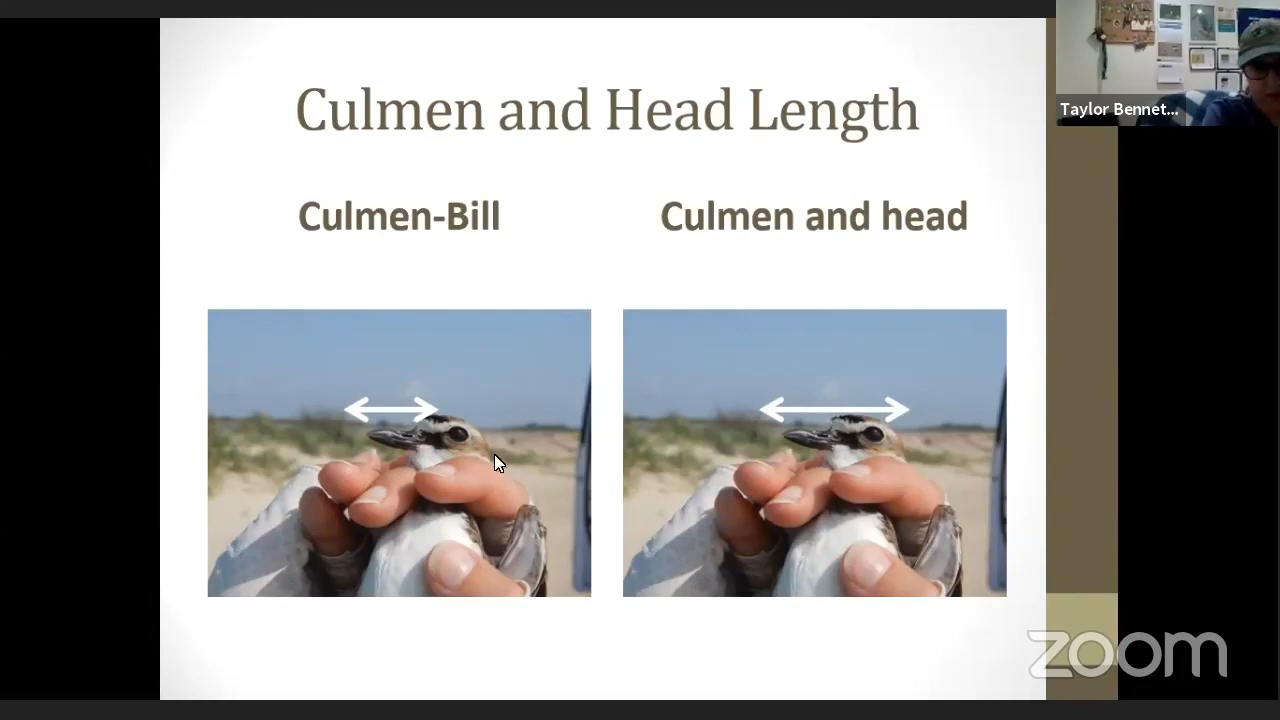 Culmen and Head Length
Taylor Bennet...
Culmen-Bill
Culmen and head
zoom